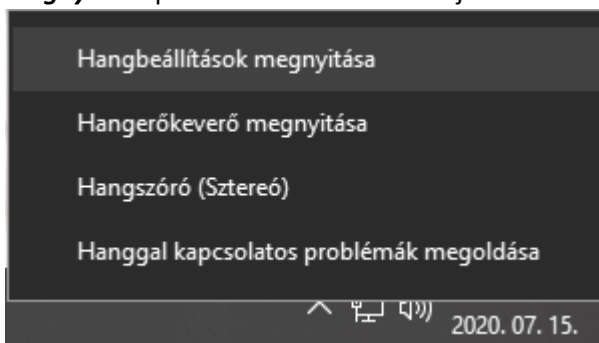 Hangbeállítások megnyitása
Hangerőkeverő megnyitása
Hangszóró (Sztereó)
Hanggal kapcsolatos problémák megoldása
2020. 07. 15.